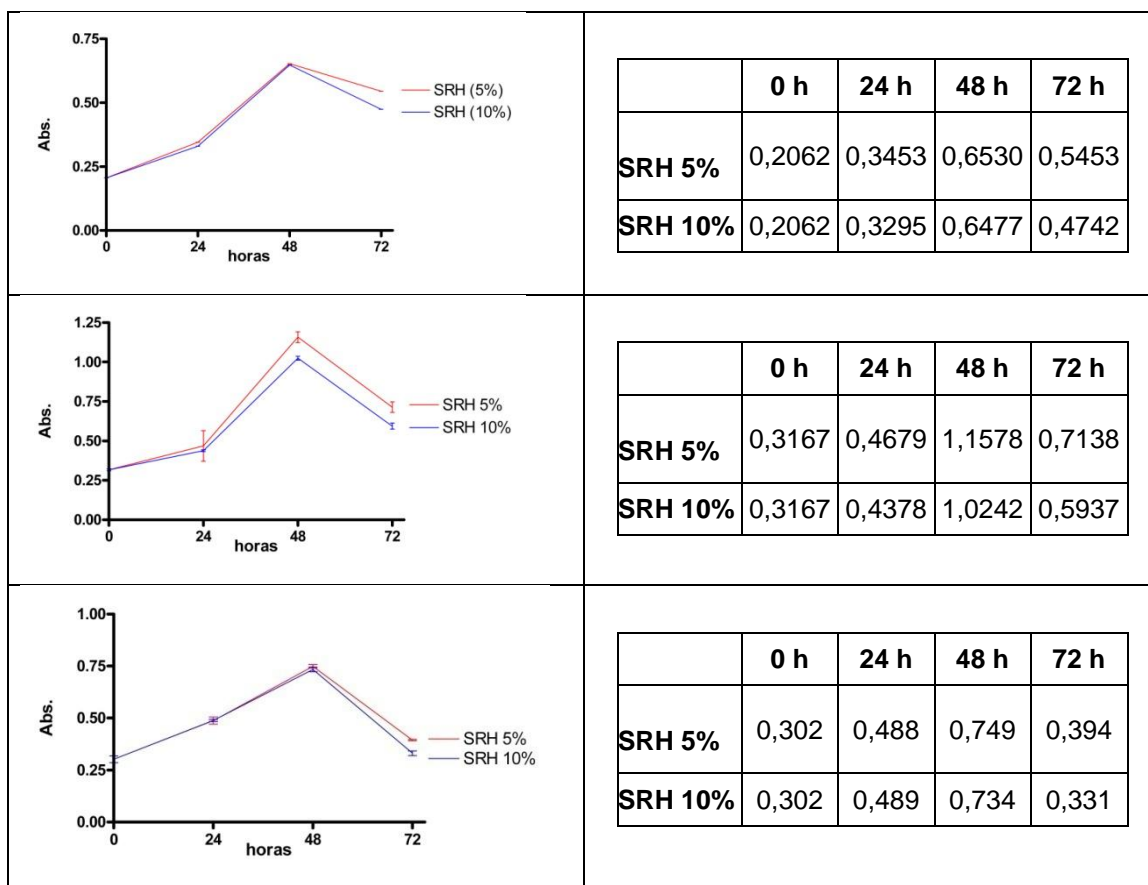 0.75
0.50
0.25
0.00
Abs.
0 24 48 72
horas
SRH (5%)
SRH (10%)
0 h 24 h 48 h 72 h
SRH 5% 0,2062 0,3453 0,6530 0,5453
SRH 10% 0,2062 0,3295 0,6477 0,4742
1.25
1.00
0.75
0.50
0.25
0.00
Abs.
0 24 48 72
horas
SRH 5%
SRH 10%
0 h 24 h 48 h 72 h
SRH 5% 0,3167 0,4679 1,1578 0,7138
SRH 10% 0,3167 0,4378 1,0242 0,5937
1.00
0.75
0.50
0.25
0.00
Abs.
0 24 48 72
horas
SRH 5%
SRH 10%
0 h 24 h 48 h 72 h
SRH 5% 0,302 0,488 0,749 0,394
SRH 10% 0,302 0,489 0,734 0,331